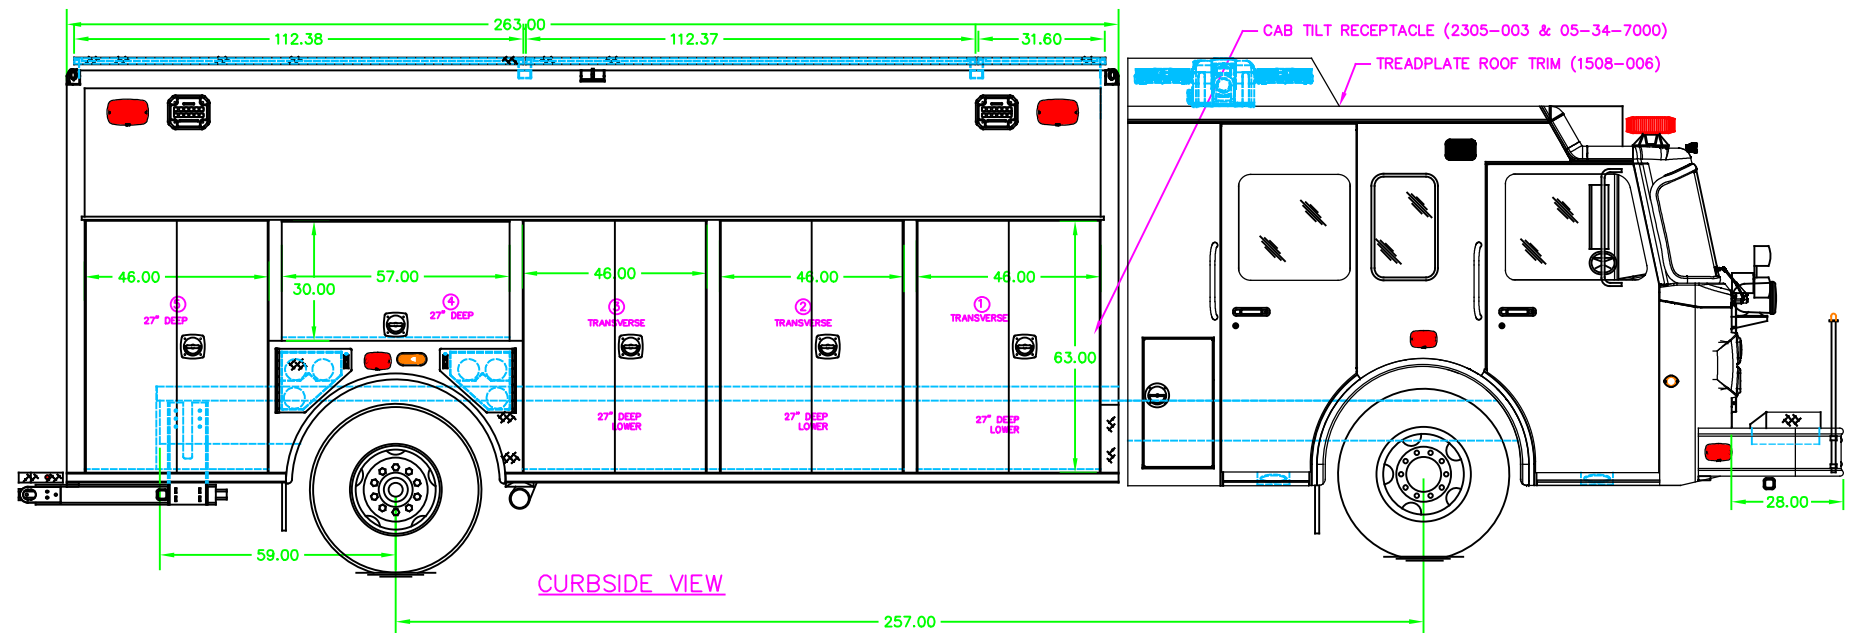 263.00
112.38
112.37
31.60
CAB TILT RECEPTACLE (2305-003 & 05-34-7000)
TREADPLATE ROOF TRIM (1508-006)
46.00
57.00
46.00
46.00
46.00
30.00
5
27" DEEP
4
27" DEEP
3
TRANSVERSE
2
TRANSVERSE
1
TRANSVERSE
63.00
27" DEEP
LOWER
27" DEEP
LOWER
27" DEEP
LOWER
28.00
59.00
CURBSIDE VIEW
257.00